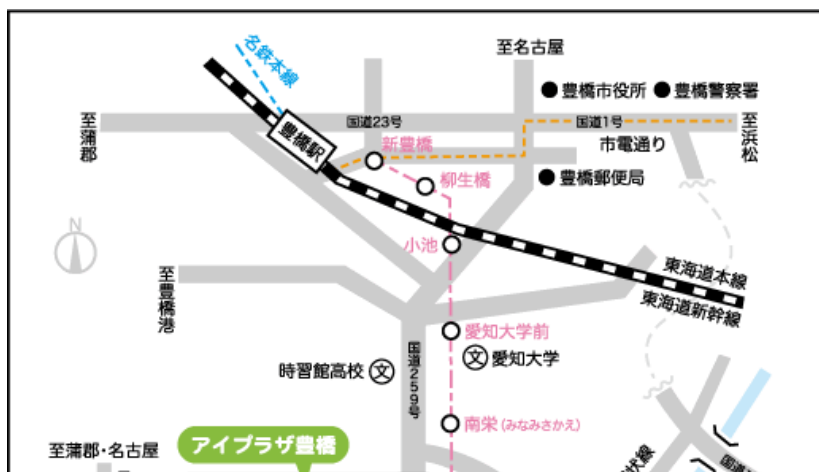 名鉄本線
至名古屋
豊橋市役所
豊橋警察署
至蒲郡
豊橋駅
国道23号
国道1号
至浜松
新豊橋
市電通り
柳生橋
豊橋郵便局
N
小池
東海道本線
東海道新幹線
至豊橋港
愛知大学前
文 愛知大学
時習館高校 文
国道259号
南栄(みなみさかえ)
アイプラザ豊橋
至蒲郡・名古屋
状線
国